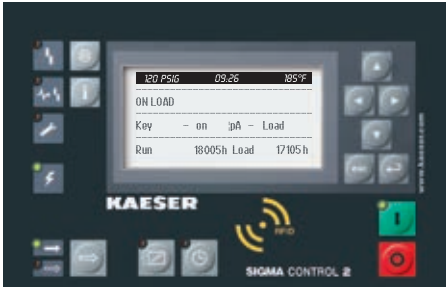 120 PSIG 09:26 185°F
ON LOAD
Key - on :pA - Load
Run 18005h Load 17105h
esc
www.kaeser.com
KAESER
RFID
SIGMA CONTROL 2
I
O